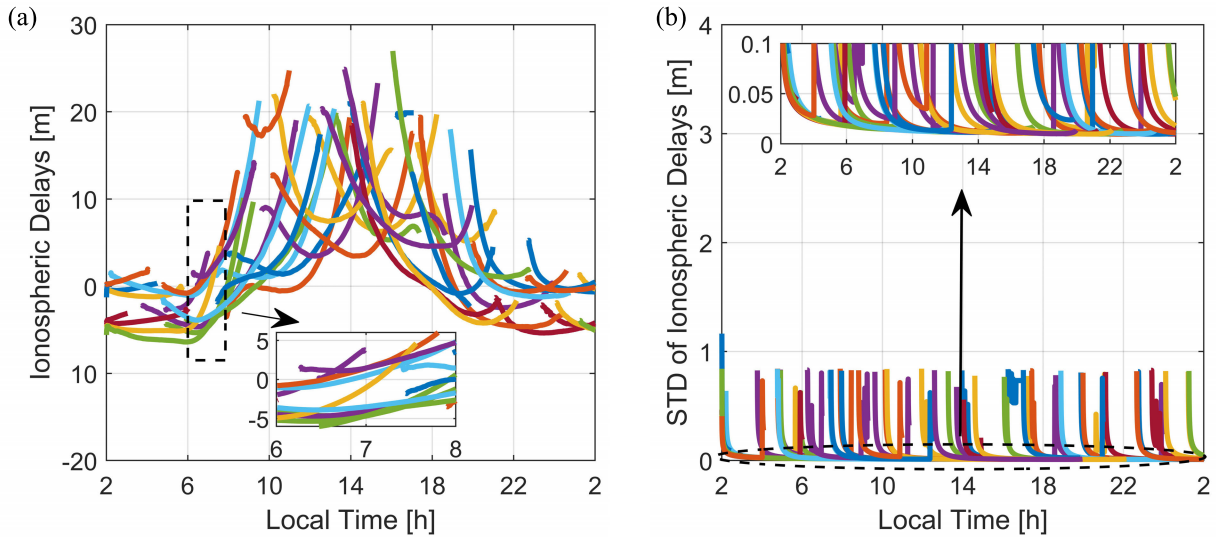 (a)
30
20
10
0
10
-20
Ionospheric Delays [m]
5
0
-5
6 7 8
2 6 10 14 18 22 2
Local Time [h]
(b)
4
3
2
1
0
STD of Ionospheric Delays [m]
0.1
0.05
0
2 6 10 14 18 22 2
2 6 10 14 18 22 2
Local Time [h]